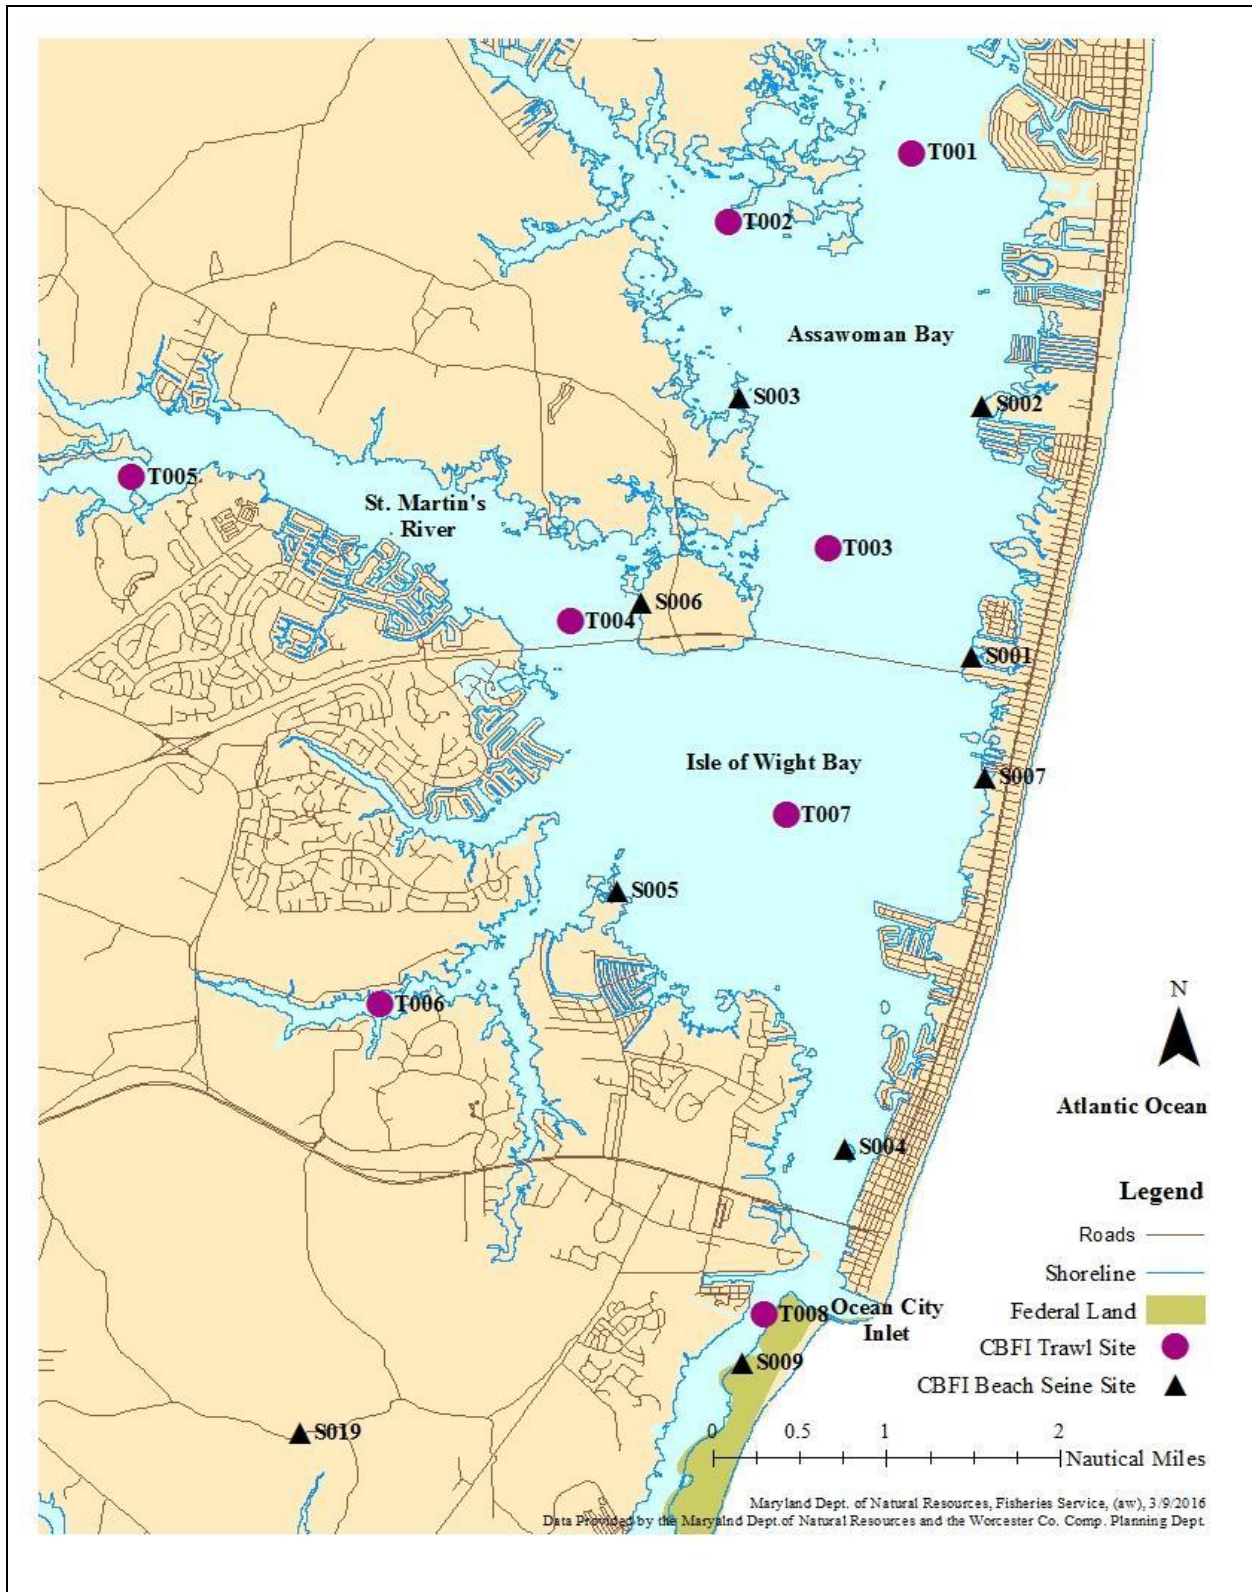 T001
T002
Assawoman Bay
S003
S002
T005
St. Martin's
River
T003
S006
T004
S001
Isle of Wight Bay
S007
T007
S005
N
T006
Atlantic Ocean
S004
Legend
Roads
Shoreline
Federal Land
T008
Ocean City
Inlet
CBFI Trawl Site
S009
CBFI Beach Seine Site
S019
0 0.5 1 2
Nautical Miles
Maryland Dept. of Natural Resources, Fisheries Service, (aw), 3/9/2016
Data Provided by the Maryalnd Dept.of Natural Resources and the Worcester Co. Comp. Planning Dept.